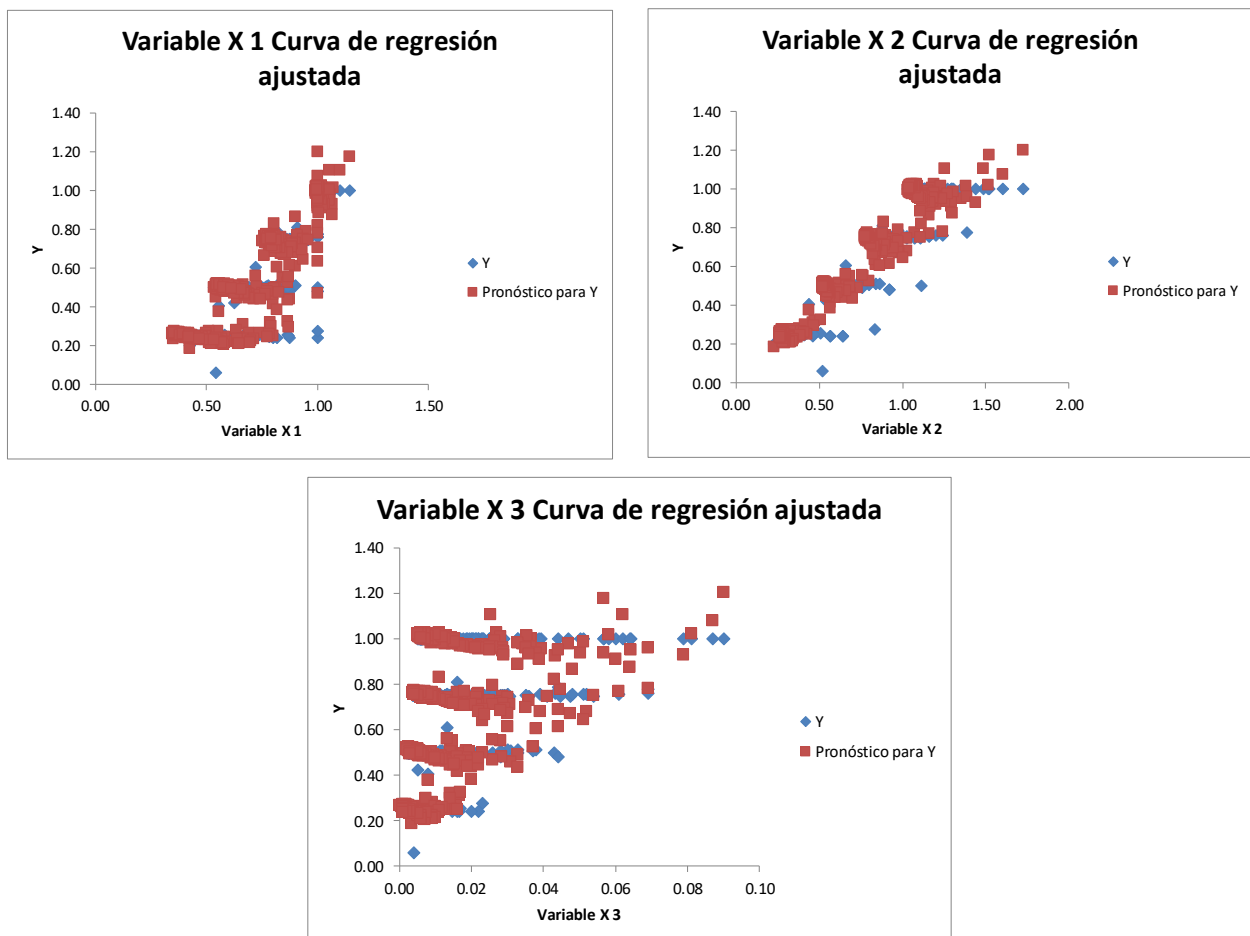 Variable X 1 Curva de regresión
ajustada
1.40
1.20
1.00
0.80
0.60
0.40
0.20
0.00
Y
0.00 0.50 1.00 1.50
Variable X 1
Y
Pronóstico para Y
Variable X 2 Curva de regresión
ajustada
1.40
1.20
1.00
0.80
0.60
0.40
0.20
0.00
Y
0.00 0.50 1.00 1.50 2.00
Variable X 2
Y
Pronóstico para Y
Variable X 3 Curva de regresión ajustada
1.40
1.20
1.00
0.80
0.60
0.40
0.20
0.00
Y
0.00 0.02 0.04 0.06 0.08 0.10
Variable X 3
Y
Pronóstico para Y